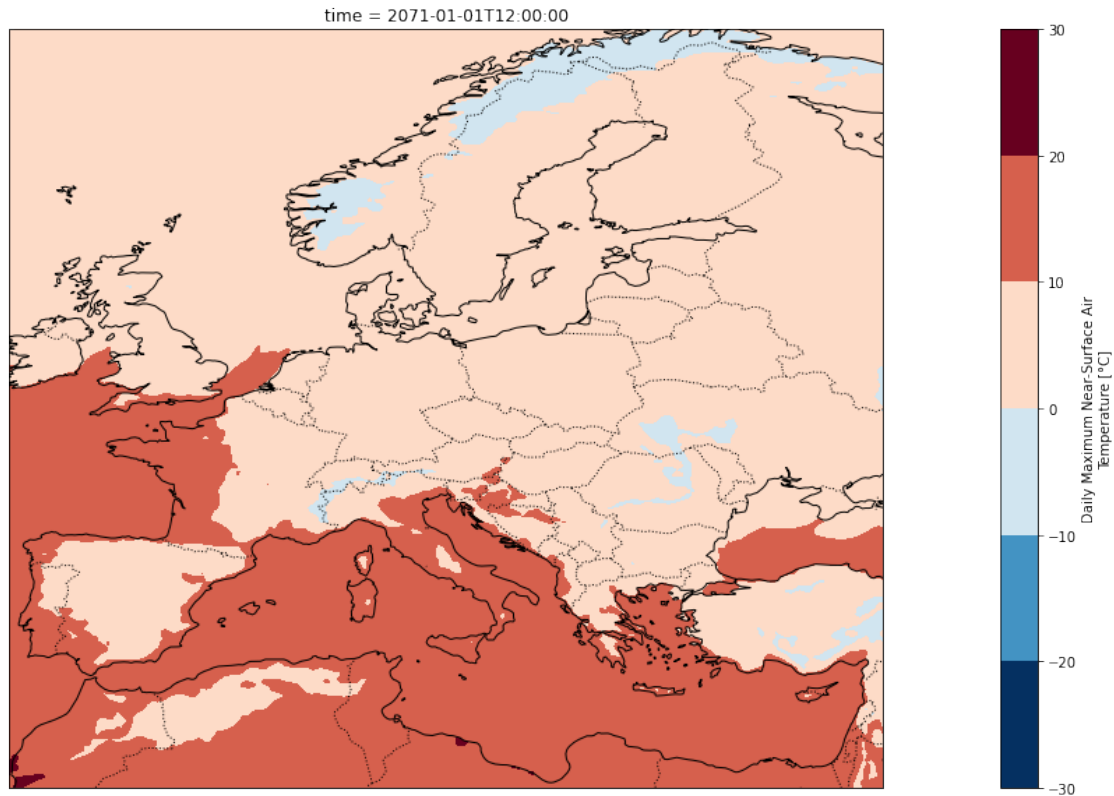 time = 2071-01-01T12:00:00
30
20
10
0
−10
−20
−30
Daily Maximum Near-Surface Air
Temperature [°C]